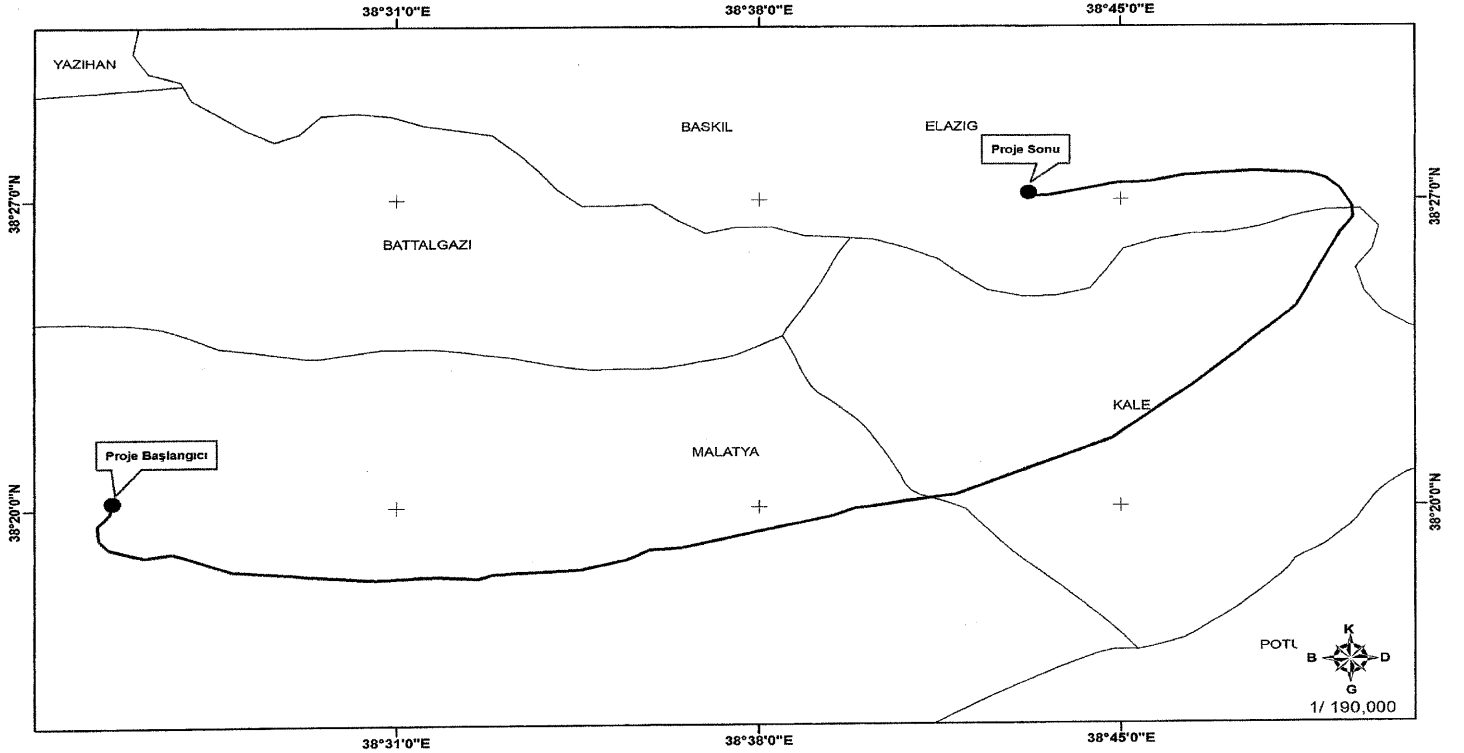 38°31'0"E
38°38'0"E
38°45'0"E
YAZIHAN
BASKIL
ELAZIG
Proje Sonu
38°27'0"N
38°27'0"N
BATTALGAZI
KALE
MALATYA
Proje Başlangıcı
38°20'0"N
38°20'0"N
POTU
K
B
D
G
1/ 190,000
38°31'0"E
38°38'0"E
38°45'0"E